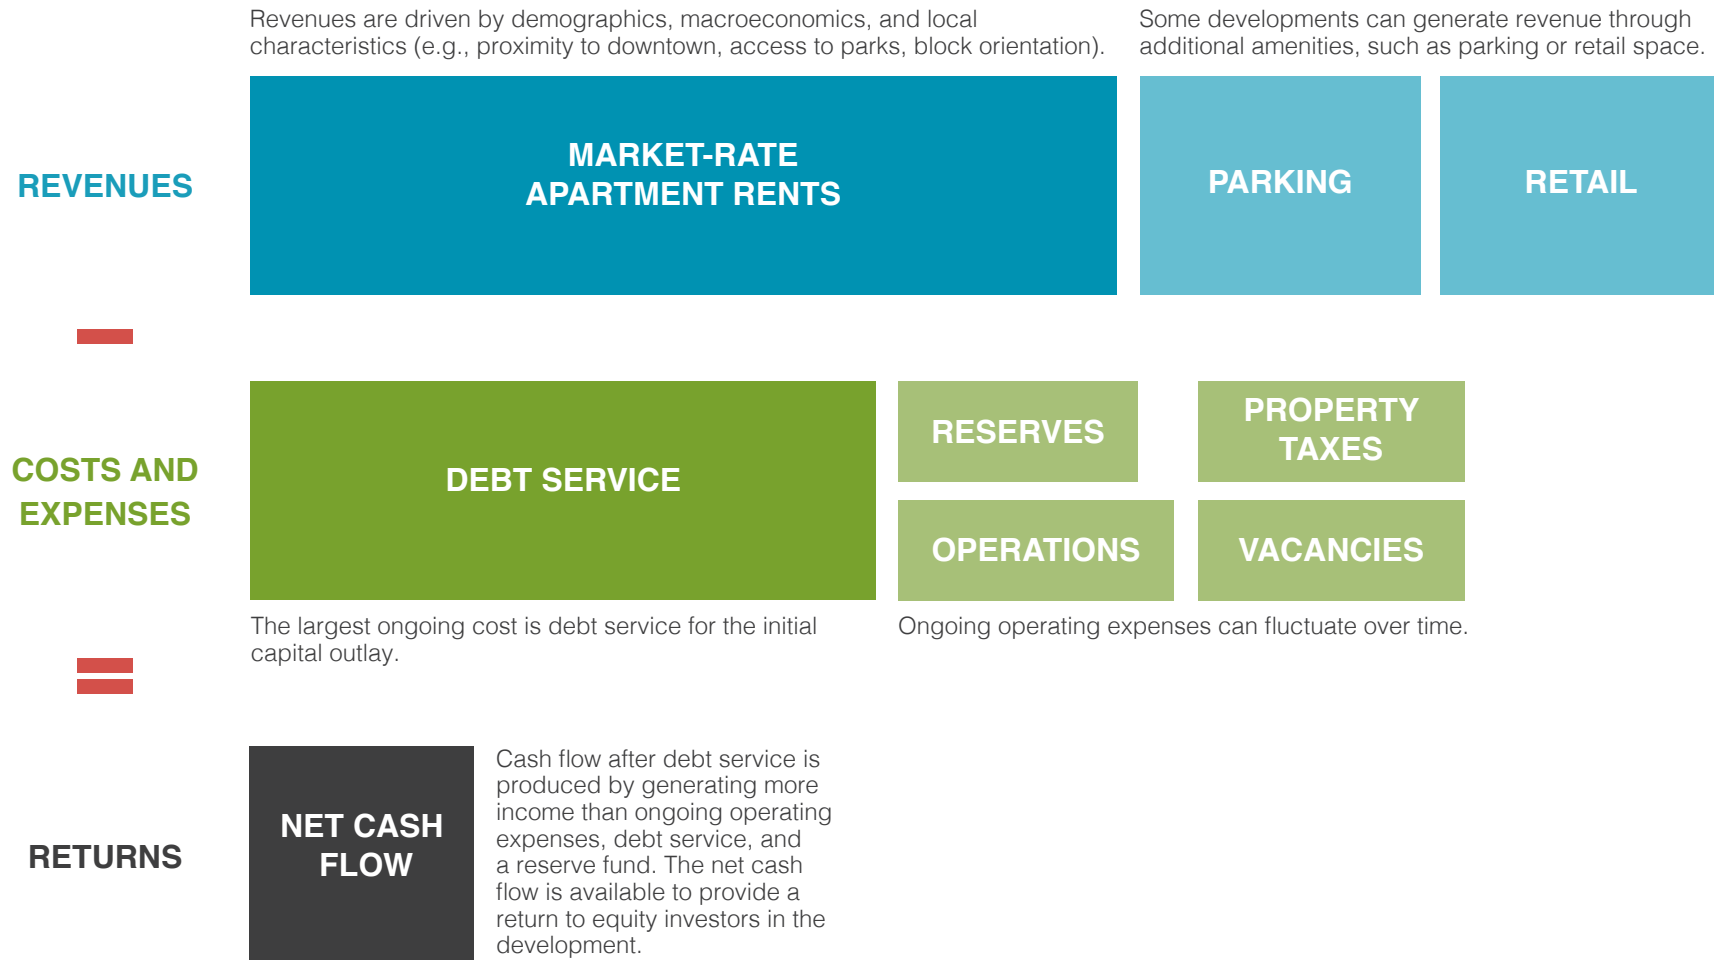 Revenues are driven by demographics, macroeconomics, and local
characteristics (e.g., proximity to downtown, access to parks, block orientation).
Some developments can generate revenue through
additional amenities, such as parking or retail space.
REVENUES
MARKET-RATE
APARTMENT RENTS
PARKING
RETAIL
COSTS AND
EXPENSES
DEBT SERVICE
RESERVES
PROPERTY
TAXES
OPERATIONS
VACANCIES
The largest ongoing cost is debt service for the initial
capital outlay.
Ongoing operating expenses can fluctuate over time.
RETURNS
NET CASH
FLOW
Cash flow after debt service is
produced by generating more
income than ongoing operating
expenses, debt service, and
a reserve fund. The net cash
flow is available to provide a
return to equity investors in the
development.